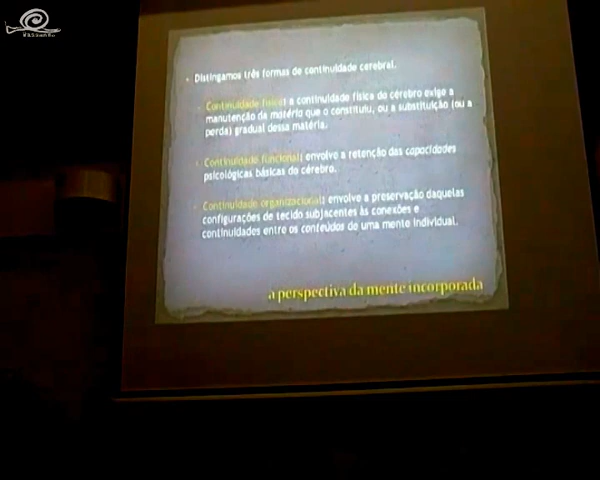 Distingamos três formas de continuidade cerebral.
Continuidade física: a continuidade física do cérebro exige a
manutenção da matéria que o constitui, ou a substituição (ou a
perda) gradual dessa matéria.
Continuidade funcional: envolve a retenção das capacidades
psicológicas básicas do cérebro.
Continuidade organizacional: envolve a preservação daquelas
configurações de tecido subjacentes às conexões e
continuidades entre os conteúdos de uma mente individual.
a perspectiva da mente incorporada